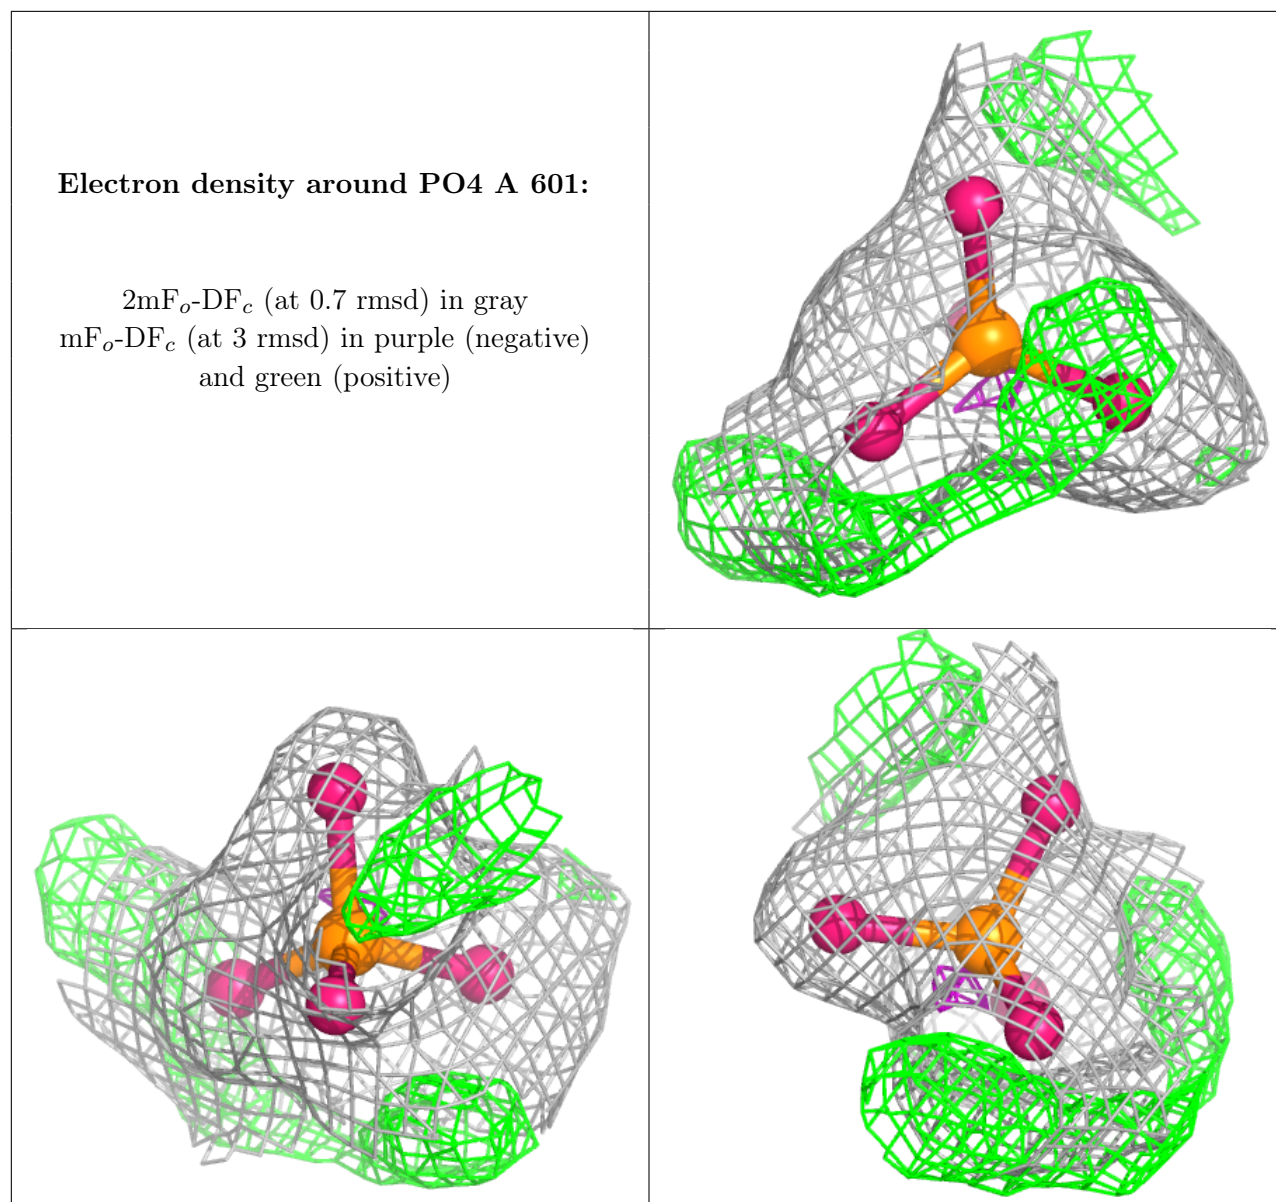 Electron density around PO4 A 601:
2mFo-DFc (at 0.7 rmsd) in gray
mFo-DFc (at 3 rmsd) in purple (negative)
and green (positive)